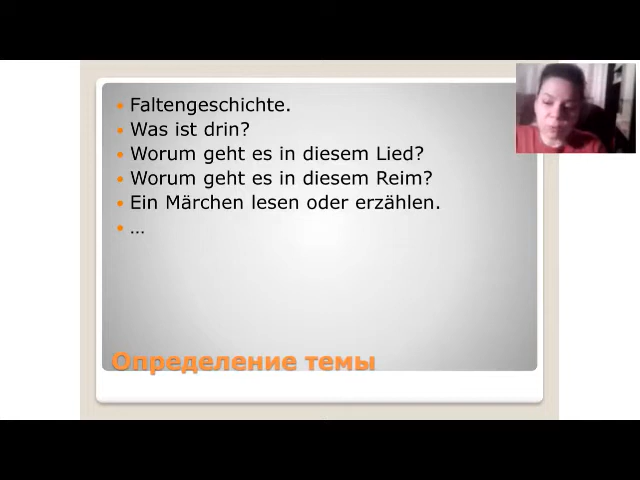 Faltengeschichte.
Was ist drin?
Worum geht es in diesem Lied?
Worum geht es in diesem Reim?
Ein Märchen lesen oder erzählen.
...
Определение темы